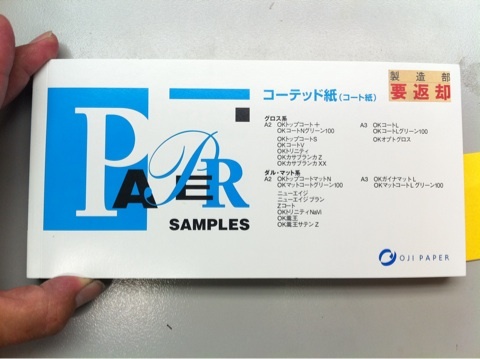 PAPER
SAMPLES
コーテッド紙(コート紙)
製造部
要返却
グロス系
A2 OKトップコート+
OKコートNグリーン100
OKトップコートS
OKコートV
OKトリニティ
OKカサブランカZ
OKカサブランカXX
A3 OKコートL
OKコートLグリーン100
OKオプトグロス
ダル・マット系
A2 OKトップコートマットN
OKマットコートグリーン100
ニューエイジ
ニューエイジ プラン
Zコート
OKトリニティNaVi
OK嵩王
OK嵩王サテンZ
A3 OKガイナマットL
OKマットコートLグリーン100
OJI PAPER